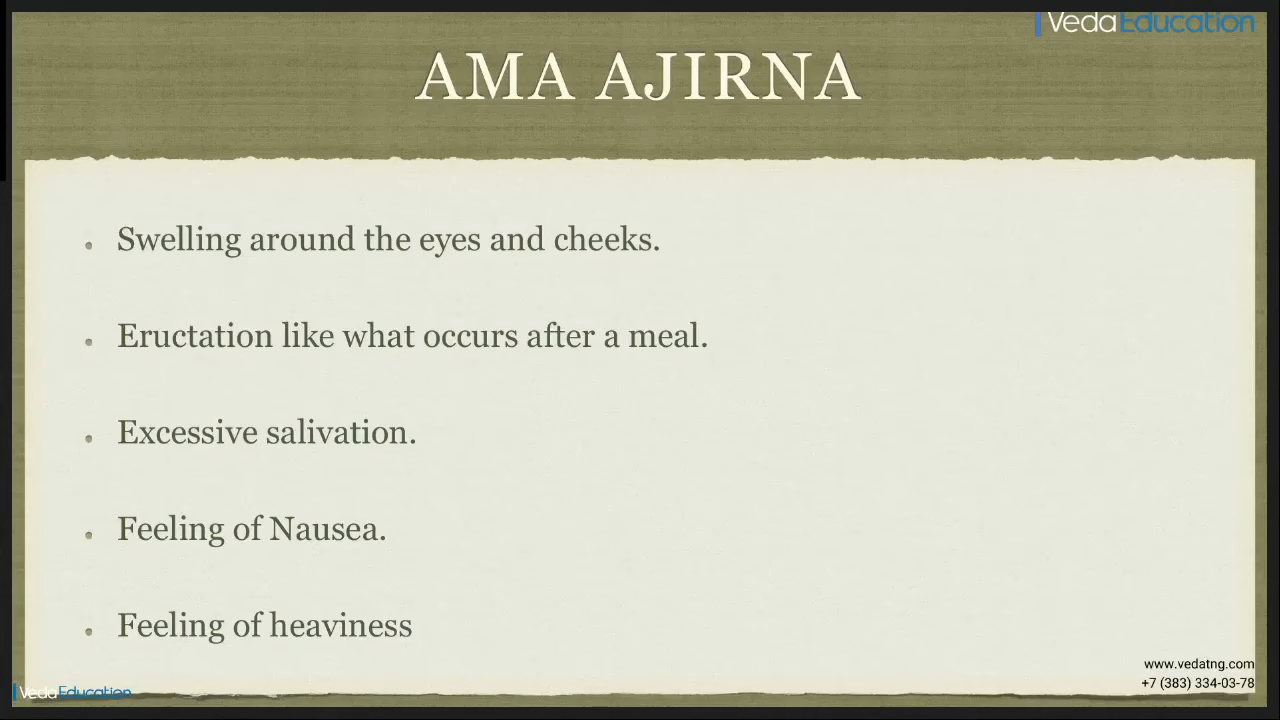 VedaEducation
AMA AJIRNA
Swelling around the eyes and cheeks.
Eructation like what occurs after a meal.
Excessive salivation.
Feeling of Nausea.
Feeling of heaviness
www.vedatng.com
+7 (383) 334-03-78
VedaEducation